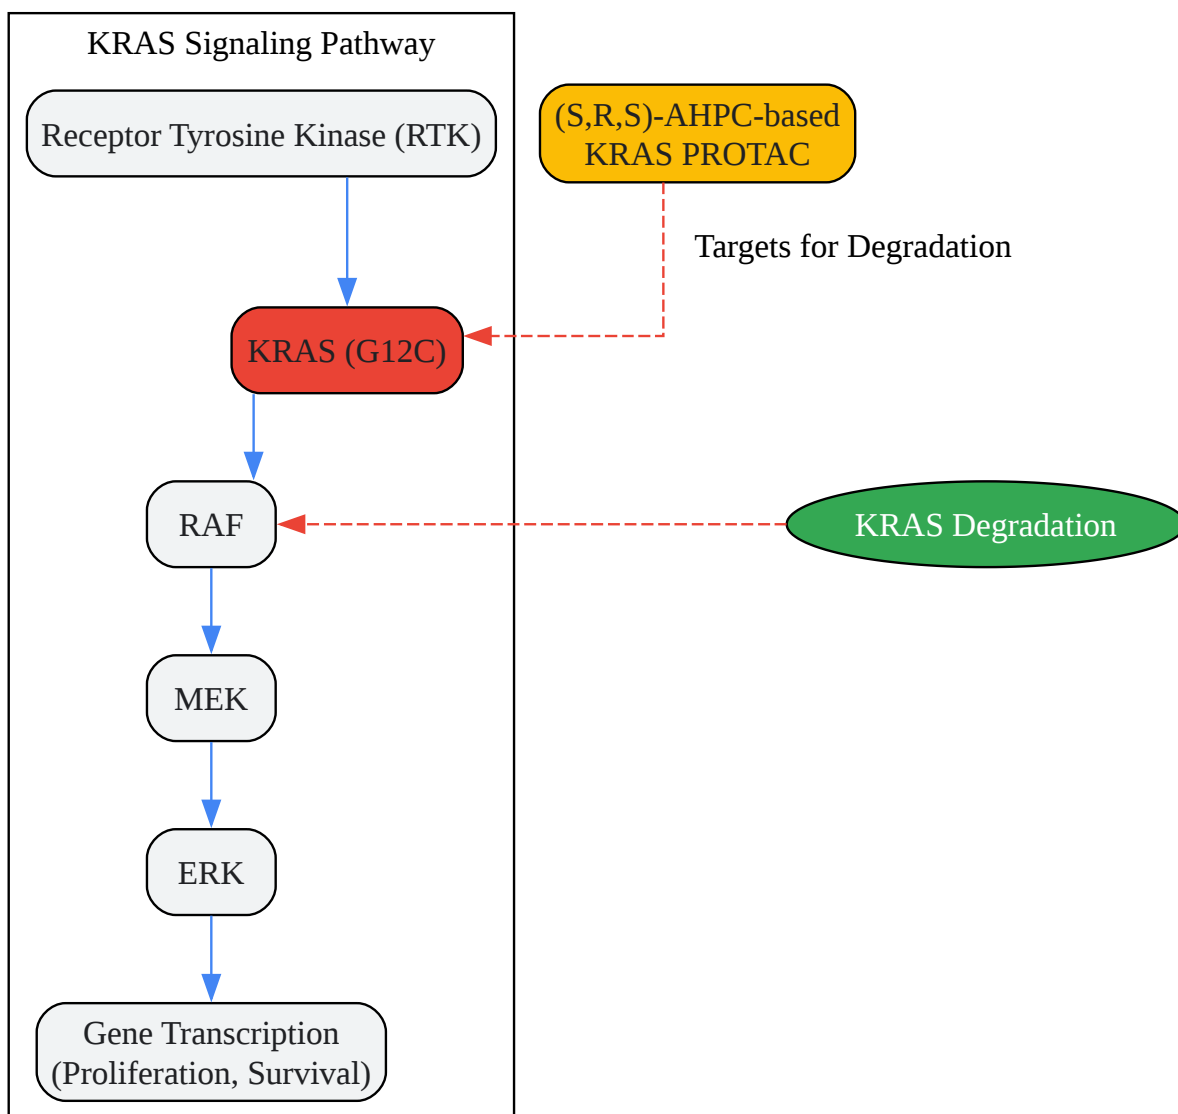 KRAS Signaling Pathway
Receptor Tyrosine Kinase (RTK)
(S,R,S)-AHPC-based
KRAS PROTAC
Targets for Degradation
KRAS (G12C)
RAF
KRAS Degradation
MEK
ERK
Gene Transcription
(Proliferation, Survival)